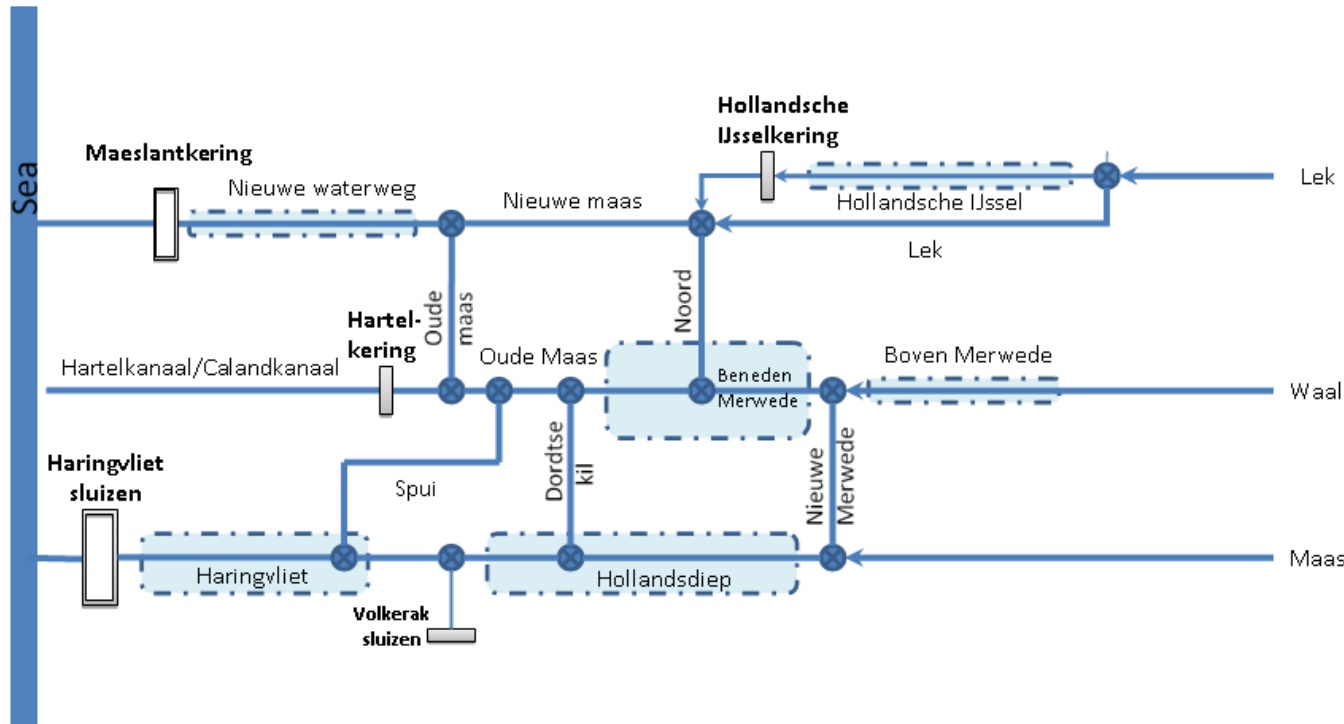 Sea
Maeslantkering
Nieuwe waterweg
Nieuwe maas
Hollandsche
IJsselkering
Hollandsche IJssel
Lek
Lek
Oude
maas
Noord
Hartel-
kering
Hartelkanaal/Calandkanaal
Oude Maas
Beneden
Merwede
Boven Merwede
Waal
Haringvliet
sluizen
Spui
Dordtse
kil
Nieuwe
Merwede
Haringvliet
Hollandsdiep
Maas
Volkerak
sluizen